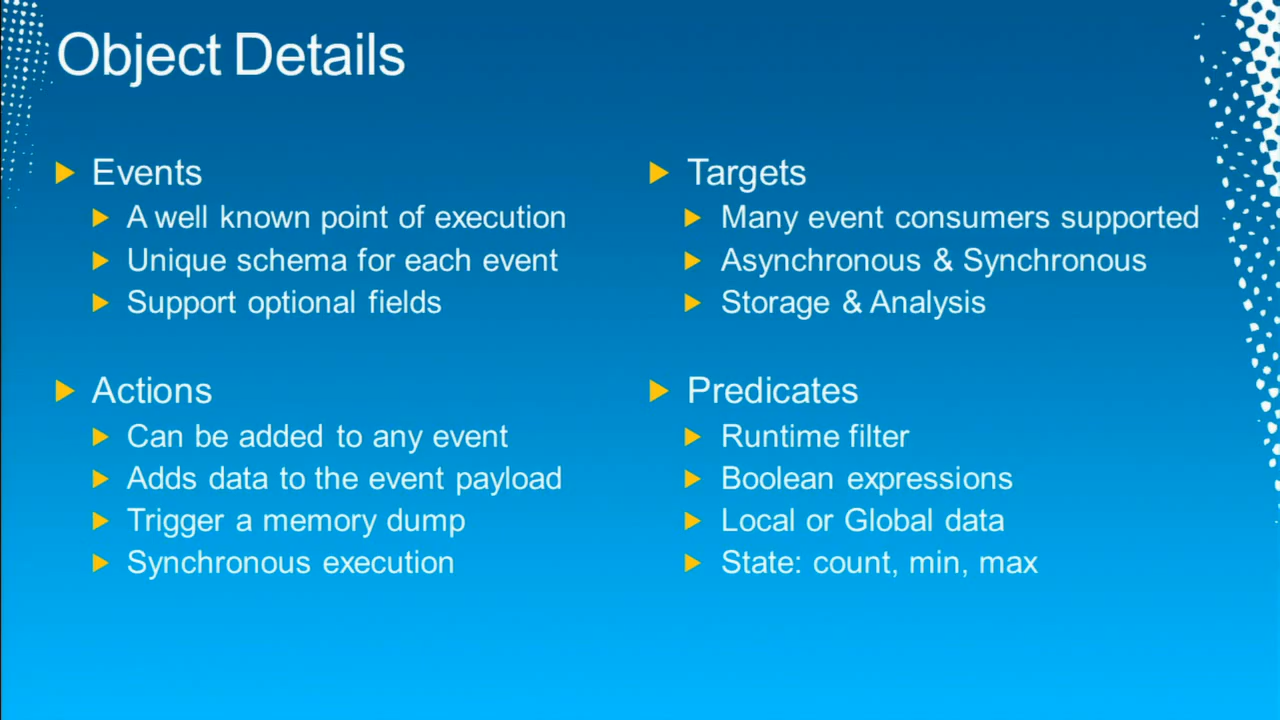 Object Details
Events
A well known point of execution
Unique schema for each event
Support optional fields
Actions
Can be added to any event
Adds data to the event payload
Trigger a memory dump
Synchronous execution
Targets
Many event consumers supported
Asynchronous & Synchronous
Storage & Analysis
Predicates
Runtime filter
Boolean expressions
Local or Global data
State: count, min, max